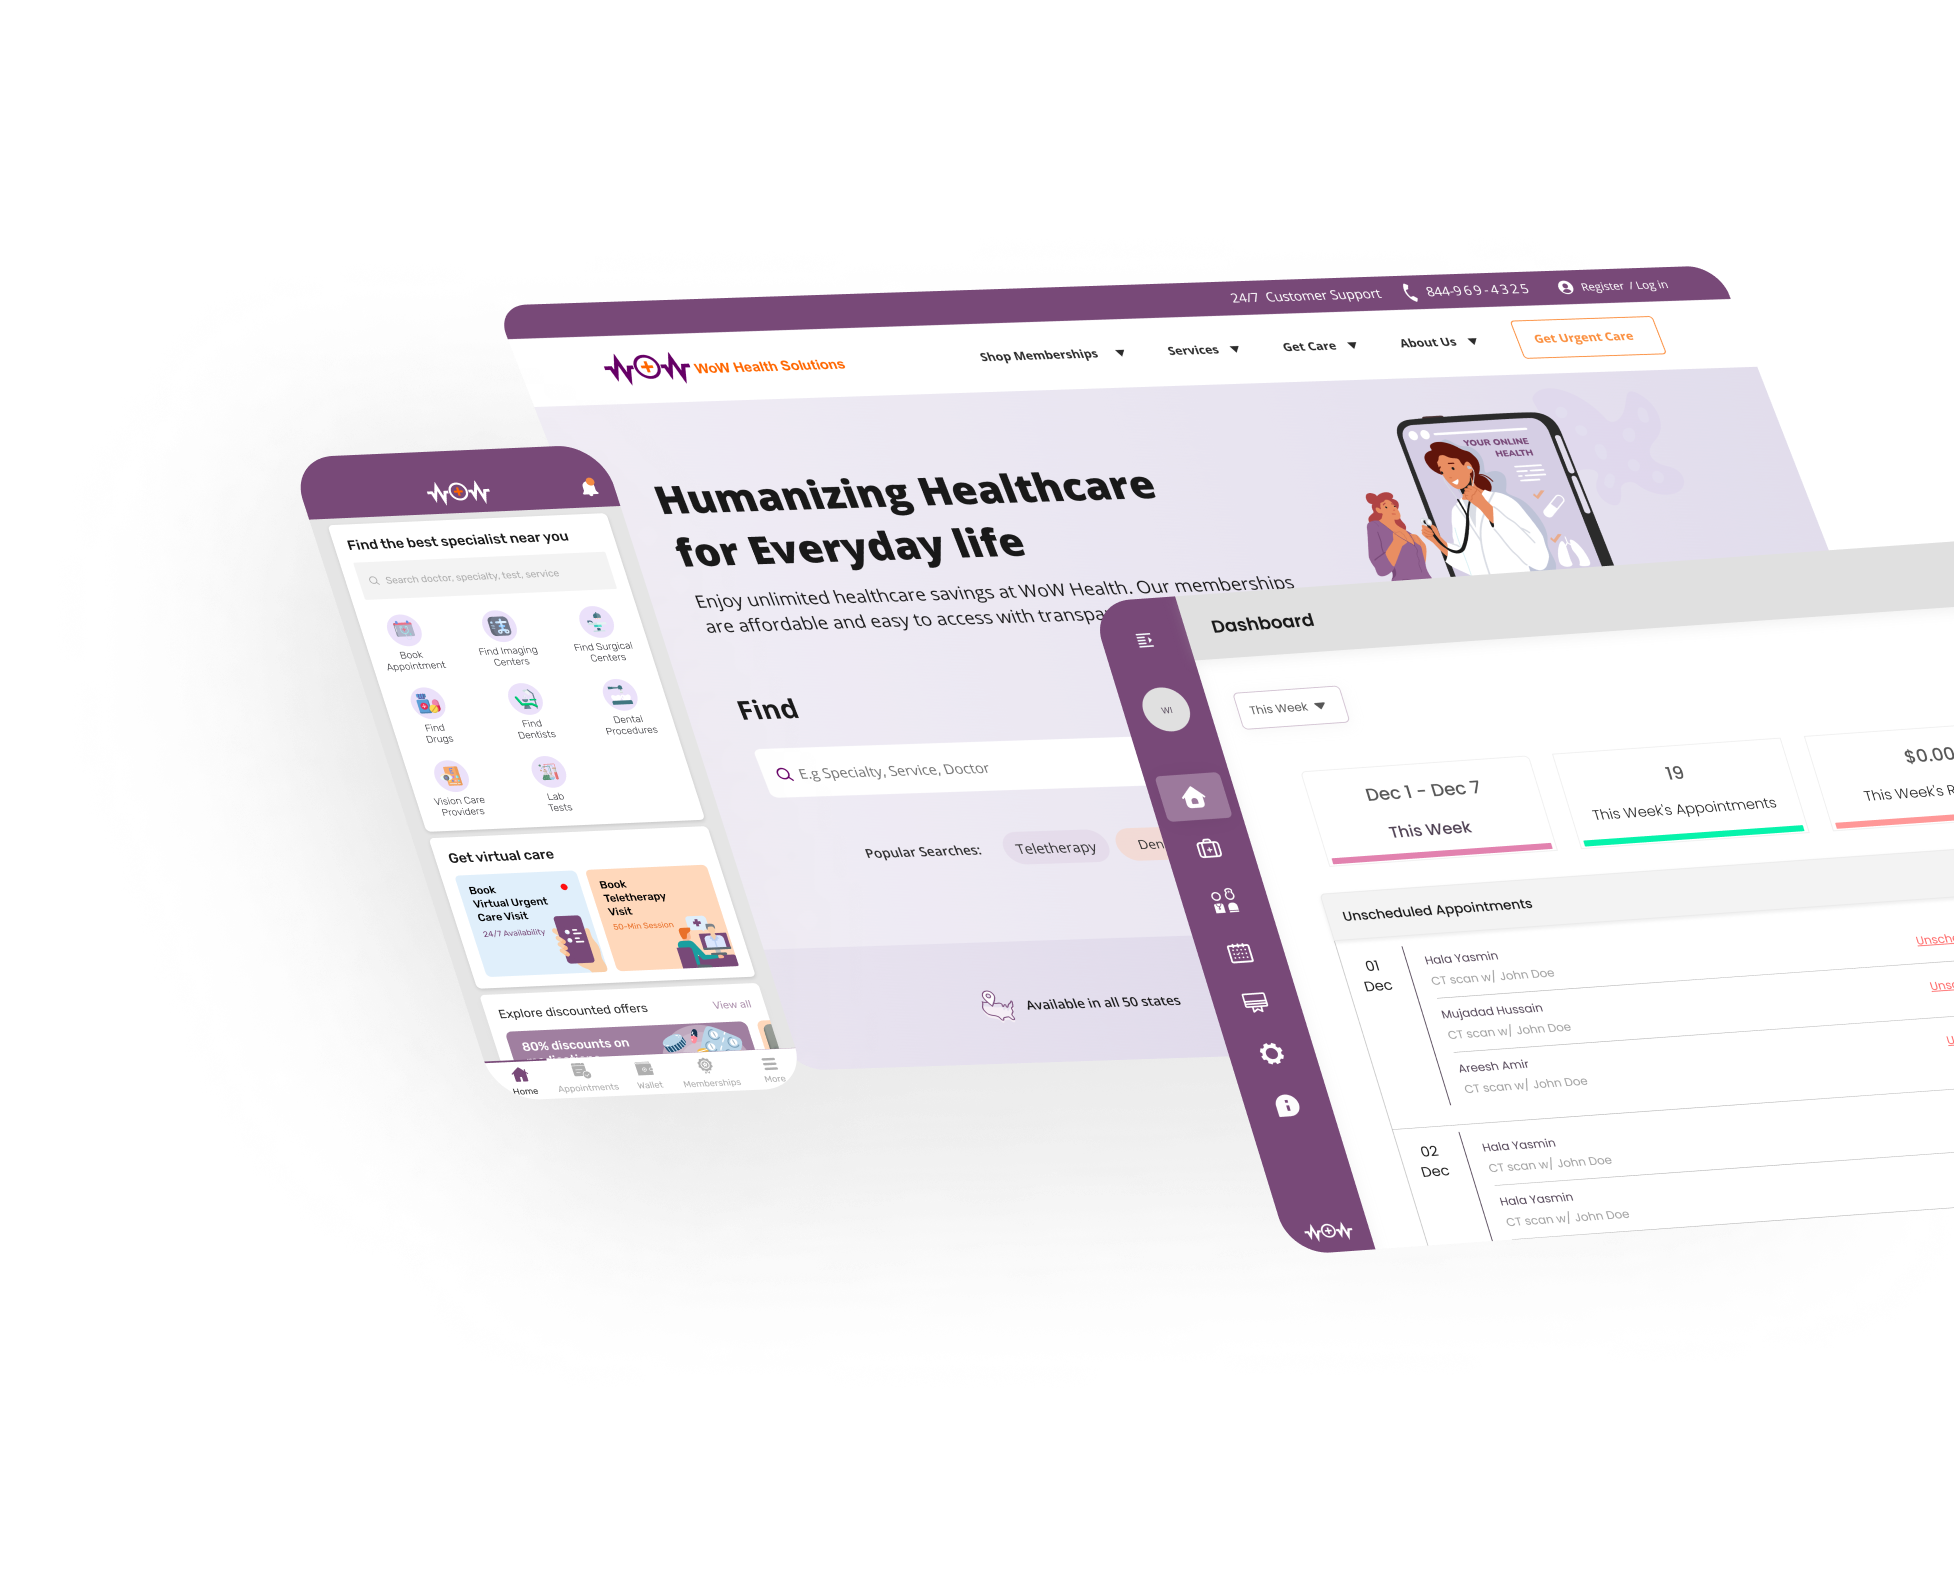 24/7 Customer Support
844-969-4325
Register / Log in
WOW
WoW Health Solutions
Shop Memberships
Services
Get Care
About Us
Get Urgent Care
Humanizing Healthcare
for Everyday life
Enjoy unlimited healthcare savings at WoW Health. Our memberships
are affordable and easy to access with transpa
YOUR ONLINE
HEALTH
Find
E.g Specialty, Service, Doctor
Popular Searches:
Teletherapy
Den
Available in all 50 states
WOW
Find the best specialist near you
Search doctor, specialty, test, service
Book
Appointment
Find Imaging
Centers
Find Surgical
Centers
Find
Drugs
Find
Dentists
Dental
Procedures
Vision Care
Providers
Lab
Tests
Get virtual care
Book
Virtual Urgent
Care Visit
24/7 Availability
Book
Teletherapy
Visit
50-Min Session
Explore discounted offers
View all
80% discounts on
Home
Appointments
Wallet
Memberships
More
Dashboard
WI
This Week
Dec 1 - Dec 7
This Week
19
This Week's Appointments
$0.00
This Week's R
Unscheduled Appointments
01
Dec
Hala Yasmin
CT scan w/ John Doe
Unsch
Mujadad Hussain
CT scan w/ John Doe
Uns
Areesh Amir
CT scan w/ John Doe
U
02
Dec
Hala Yasmin
CT scan w/ John Doe
Hala Yasmin
CT scan w/ John Doe
WOW